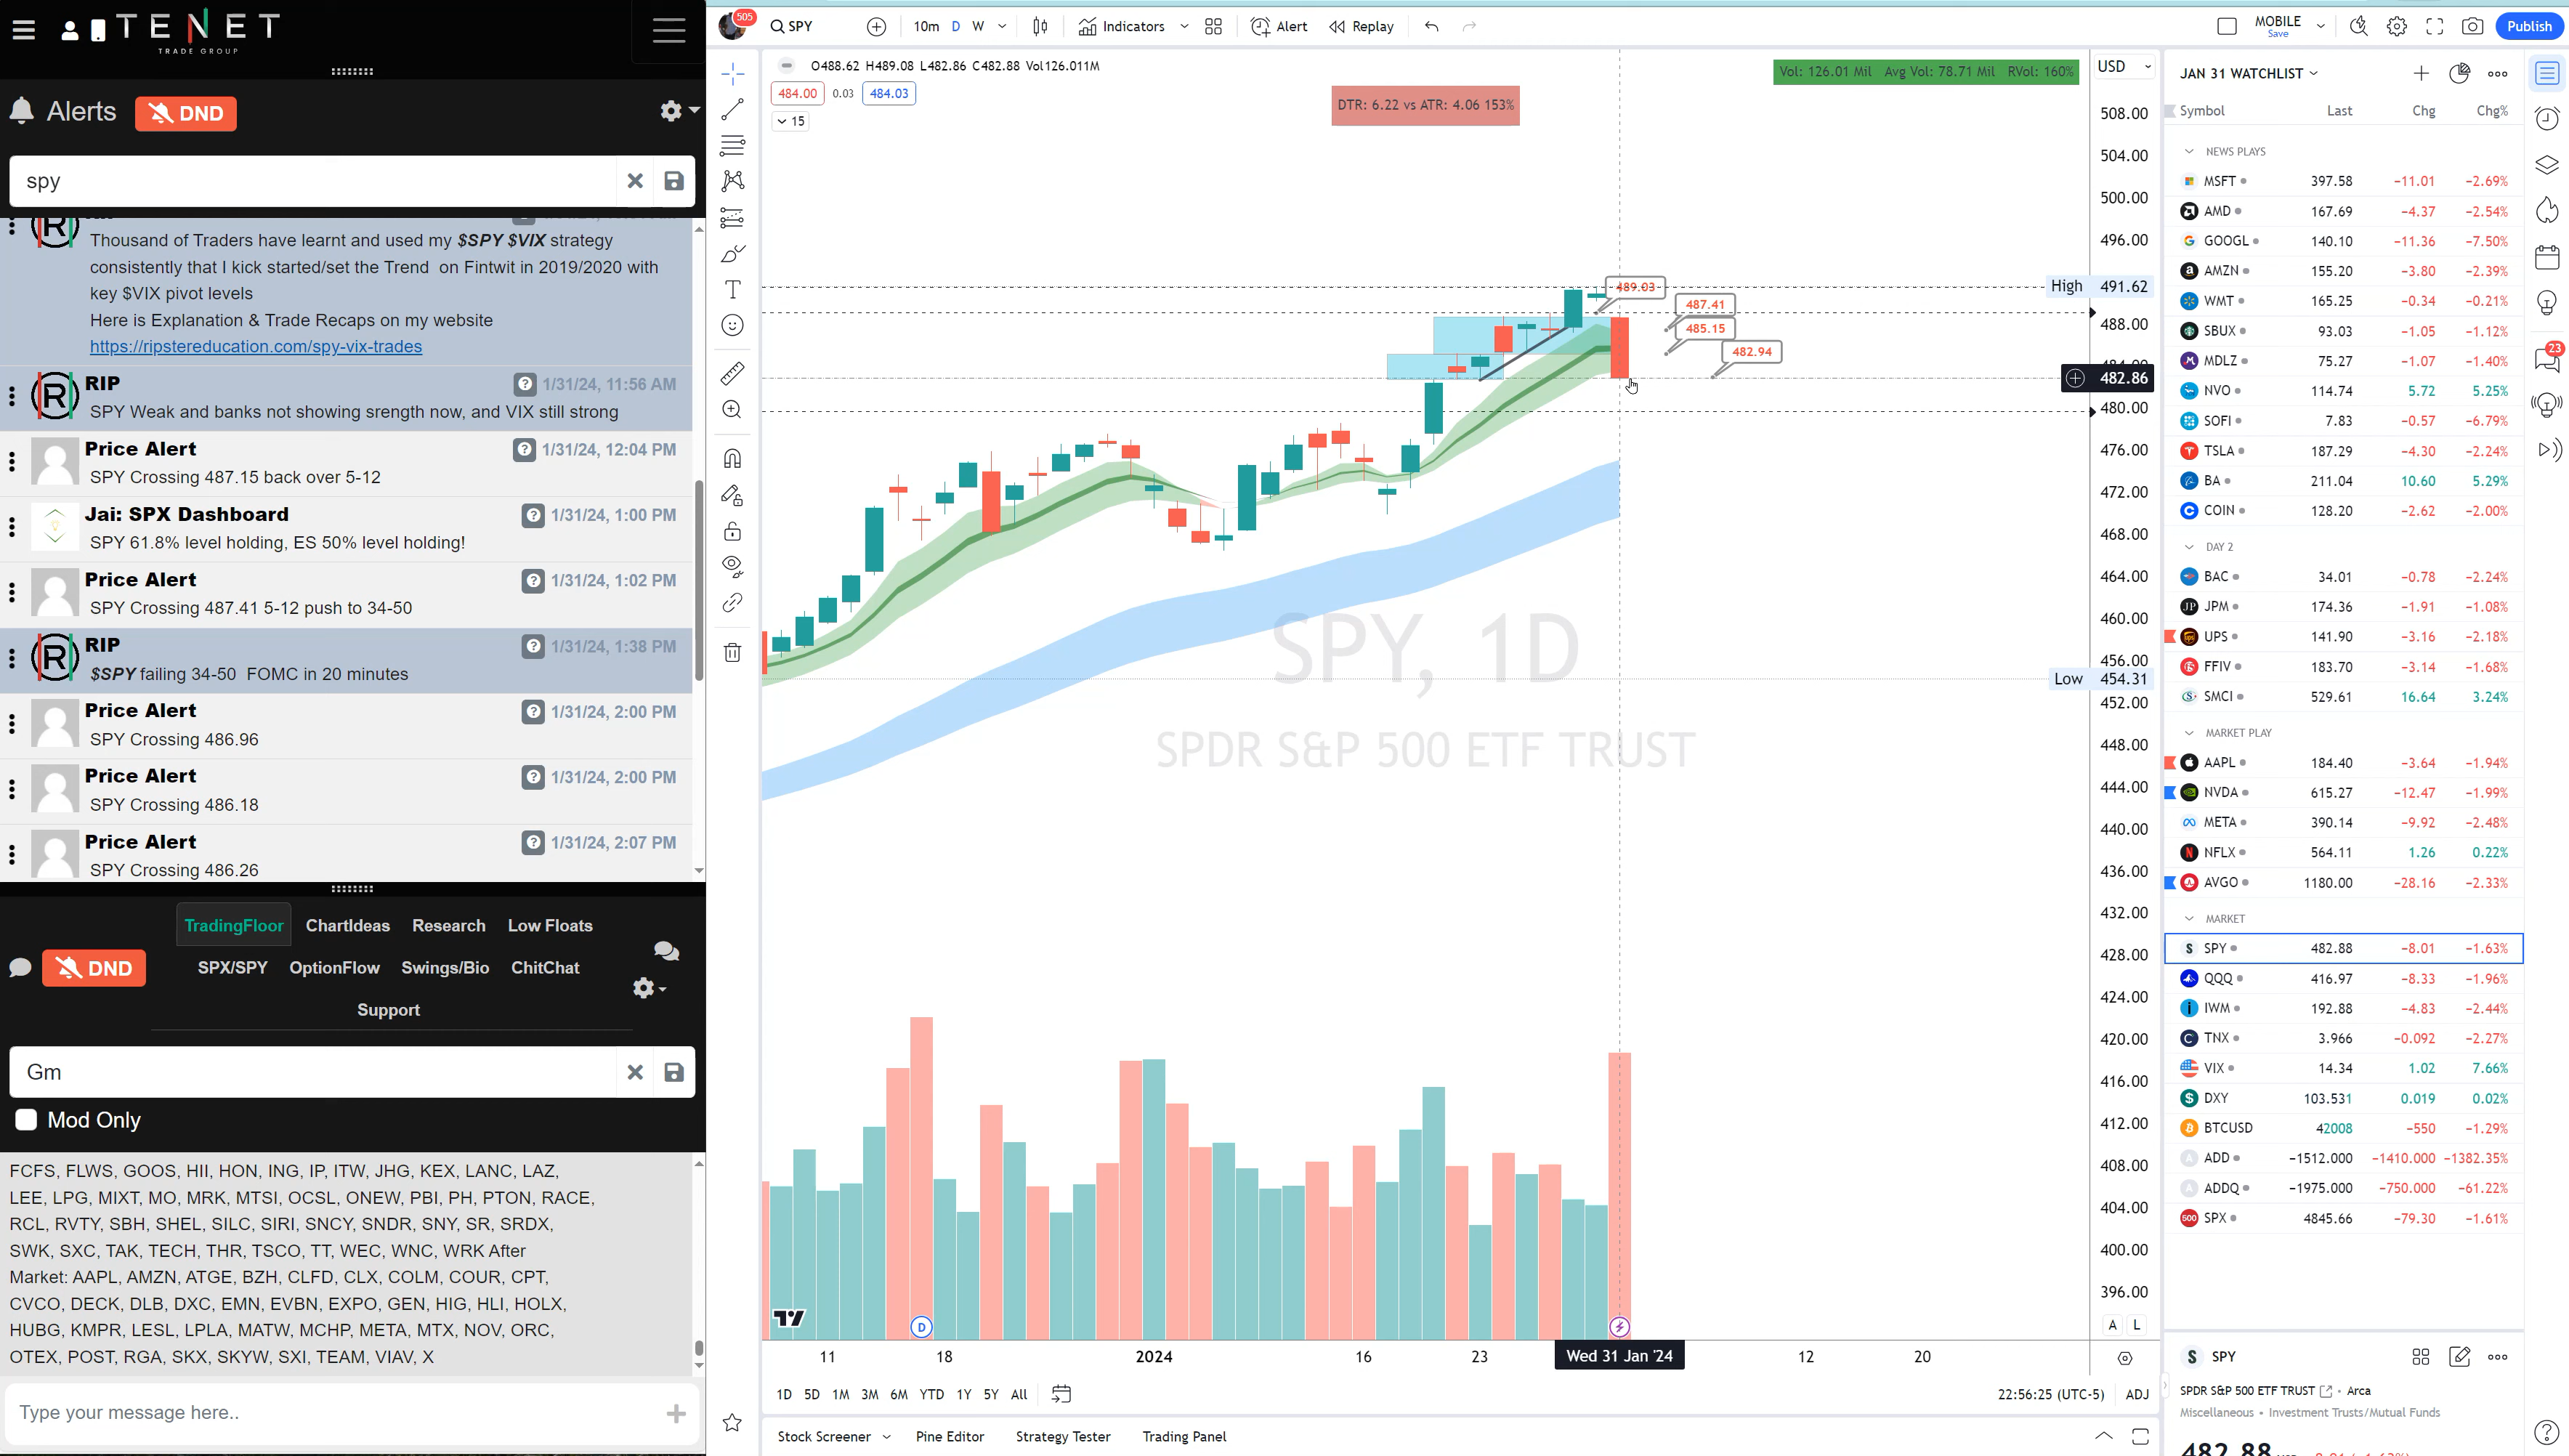 TENET
TRADE GROUP
Alerts
DND
spy
Thousand of Traders have learnt and used my $SPY $VIX strategy
consistently that I kick started/set the Trend on Fintwit in 2019/2020 with
key $VIX pivot levels
Here is Explanation & Trade Recaps on my website
https://ripstereducation.com/spy-vix-trades
RIP
1/31/24, 11:56 AM
SPY Weak and banks not showing srength now, and VIX still strong
Price Alert
1/31/24, 12:04 PM
SPY Crossing 487.15 back over 5-12
Jai: SPX Dashboard
1/31/24, 1:00 PM
SPY 61.8% level holding, ES 50% level holding!
Price Alert
1/31/24, 1:02 PM
SPY Crossing 487.41 5-12 push to 34-50
RIP
1/31/24, 1:38 PM
$SPY failing 34-50 FOMC in 20 minutes
Price Alert
1/31/24, 2:00 PM
SPY Crossing 486.96
Price Alert
1/31/24, 2:00 PM
SPY Crossing 486.18
Price Alert
1/31/24, 2:07 PM
SPY Crossing 486.26
DND
TradingFloor ChartIdeas Research Low Floats
SPX/SPY OptionFlow Swings/Bio ChitChat
Support
Gm
Mod Only
FCFS, FLWS, GOOS, HII, HON, ING, IP, ITW, JHG, KEX, LANC, LAZ,
LEE, LPG, MIXT, MO, MRK, MTSI, OCSL, ONEW, PBI, PH, PTON, RACE,
RCL, RVTY, SBH, SHEL, SILC, SIRI, SNCY, SNDR, SNY, SR, SRDX,
SWK, SXC, TAK, TECH, THR, TSCO, TT, WEC, WNC, WRK After
Market: AAPL, AMZN, ATGE, BZH, CLFD, CLX, COLM, COUR, CPT,
CVCO, DECK, DLB, DXC, EMN, EVBN, EXPO, GEN, HIG, HLI, HOLX,
HUBG, KMPR, LESL, LPLA, MATW, MCHP, META, MTX, NOV, ORC,
OTEX, POST, RGA, SKX, SKYW, SXI, TEAM, VIAV, X
Type your message here..
505 SPY 10m D W Indicators Alert Replay MOBILE Save Publish
O488.62 H489.08 L482.86 C482.88 Vol126.011M
484.00 0.03 484.03
15
DTR: 6.22 vs ATR: 4.06 153%
Vol: 126.01 Mil Avg Vol: 78.71 Mil RVol: 160%
489.03
487.41
485.15
482.94
SPY, 1D
SPDR S&P 500 ETF TRUST
USD
508.00
504.00
500.00
496.00
High 491.62
488.00
482.86
480.00
476.00
472.00
468.00
464.00
460.00
456.00
Low 454.31
452.00
448.00
444.00
440.00
436.00
432.00
428.00
424.00
420.00
416.00
412.00
408.00
404.00
400.00
396.00
A L
D
11 18 2024 16 23 Wed 31 Jan '24 12 20
1D 5D 1M 3M 6M YTD 1Y 5Y All
22:56:25 (UTC-5) ADJ
Stock Screener Pine Editor Strategy Tester Trading Panel
JAN 31 WATCHLIST
Symbol Last Chg Chg%
NEWS PLAYS
MSFT 397.58 -11.01 -2.69%
AMD 167.69 -4.37 -2.54%
GOOGL 140.10 -11.36 -7.50%
AMZN 155.20 -3.80 -2.39%
WMT 165.25 -0.34 -0.21%
SBUX 93.03 -1.05 -1.12%
MDLZ 75.27 -1.07 -1.40%
NVO 114.74 5.72 5.25%
SOFI 7.83 -0.57 -6.79%
TSLA 187.29 -4.30 -2.24%
BA 211.04 10.60 5.29%
COIN 128.20 -2.62 -2.00%
DAY 2
BAC 34.01 -0.78 -2.24%
JPM 174.36 -1.91 -1.08%
UPS 141.90 -3.16 -2.18%
FFIV 183.70 -3.14 -1.68%
SMCI 529.61 16.64 3.24%
MARKET PLAY
AAPL 184.40 -3.64 -1.94%
NVDA 615.27 -12.47 -1.99%
META 390.14 -9.92 -2.48%
NFLX 564.11 1.26 0.22%
AVGO 1180.00 -28.16 -2.33%
MARKET
SPY 482.88 -8.01 -1.63%
QQQ 416.97 -8.33 -1.96%
IWM 192.88 -4.83 -2.44%
TNX 3.966 -0.092 -2.27%
VIX 14.34 1.02 7.66%
DXY 103.531 0.019 0.02%
BTCUSD 42008 -550 -1.29%
ADD -1512.000 -1410.000 -1382.35%
ADDQ -1975.000 -750.000 -61.22%
SPX 4845.66 -79.30 -1.61%
SPY
SPDR S&P 500 ETF TRUST • Arca
Miscellaneous • Investment Trusts/Mutual Funds
482.88
23